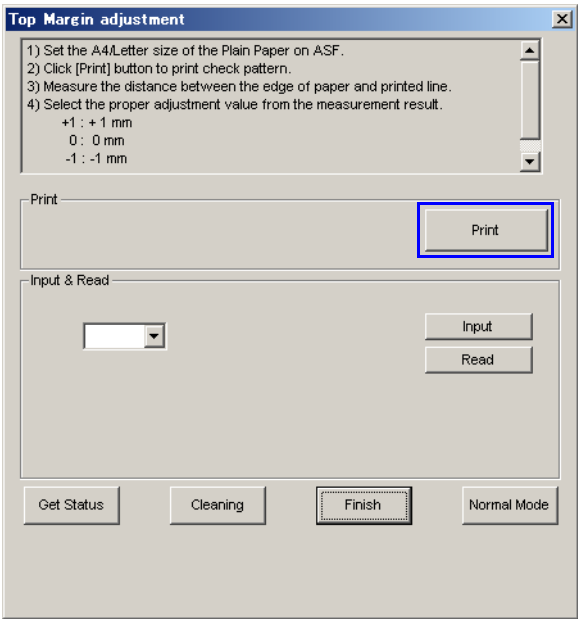 Top Margin adjustment
1) Set the A4/Letter size of the Plain Paper on ASF.
2) Click [Print] button to print check pattern.
3) Measure the distance between the edge of paper and printed line.
4) Select the proper adjustment value from the measurement result.
+1 : + 1 mm
0 : 0 mm
-1 : -1 mm
Print
Print
Input & Read
Input
Read
Get Status
Cleaning
Finish
Normal Mode